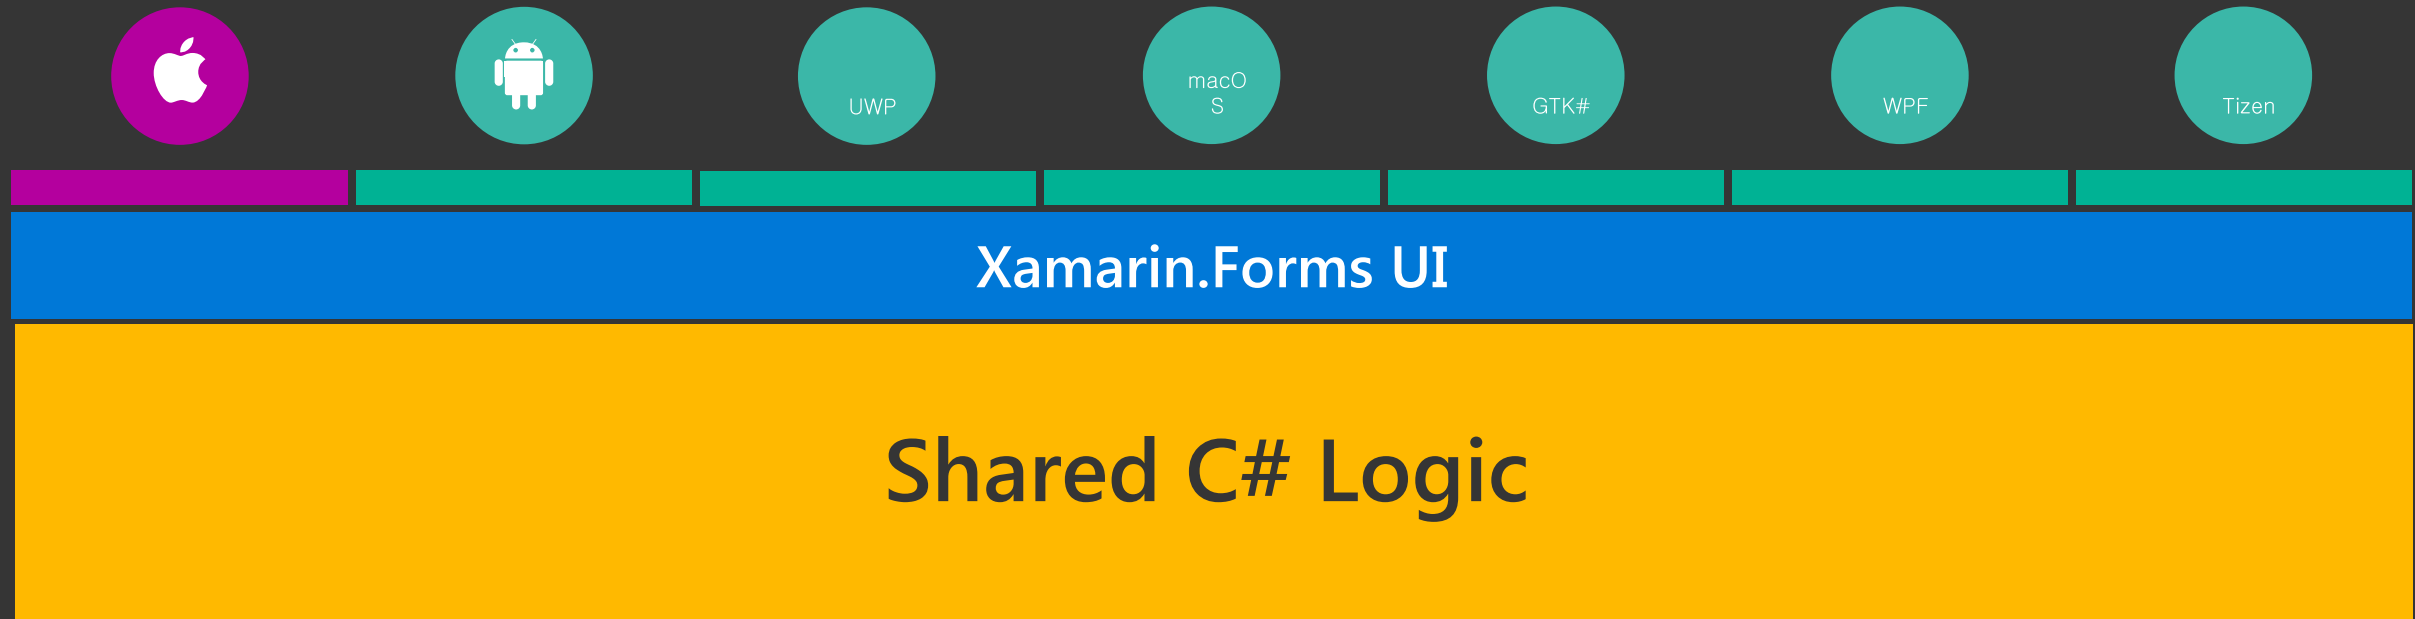 UWP
macO
S
GTK#
WPF
Tizen
Xamarin.Forms UI
Shared C# Logic